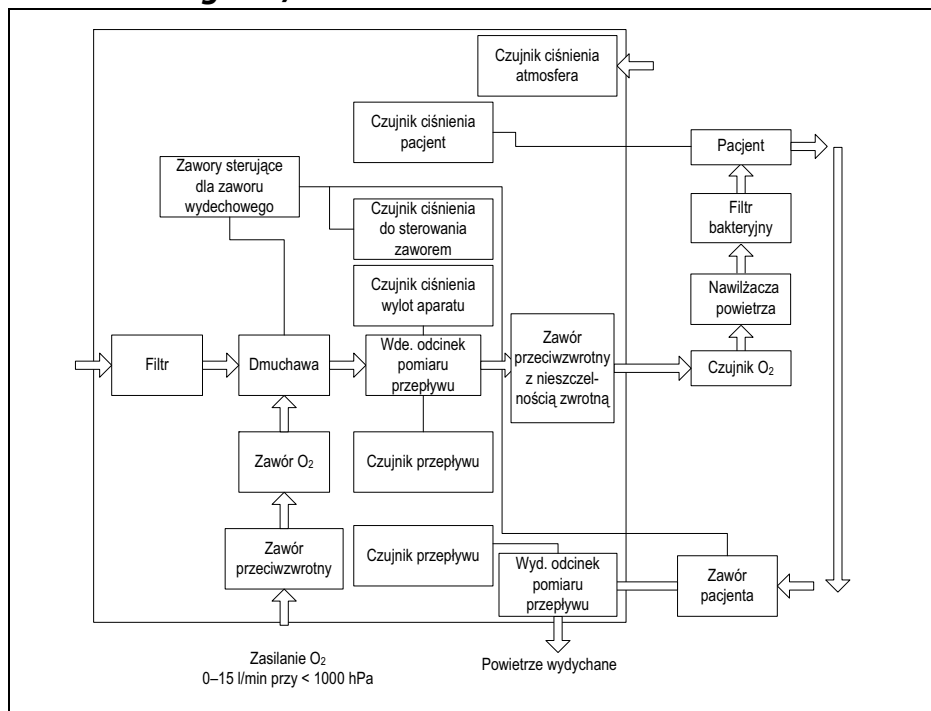 Czujnik ciśnienia
atmosfera
Czujnik ciśnienia
pacjent
Pacjent
Zawory sterujące
dla zaworu
wydechowego
Czujnik ciśnienia
do sterowania
zaworem
Filtr
bakteryjny
Czujnik ciśnienia
wylot aparatu
Nawilżacza
powietrza
Filtr
Dmuchawa
Wde. odcinek
pomiaru
przepływu
Zawór
przeciwzwrotny
z nieszczel-
nością zwrotną
Czujnik O₂
Zawór O₂
Czujnik przepływu
Zawór
przeciwzwrotny
Czujnik przepływu
Wyd. odcinek
pomiaru
przepływu
Zawór
pacjenta
Zasilanie O₂
0–15 l/min przy < 1000 hPa
Powietrze wydychane